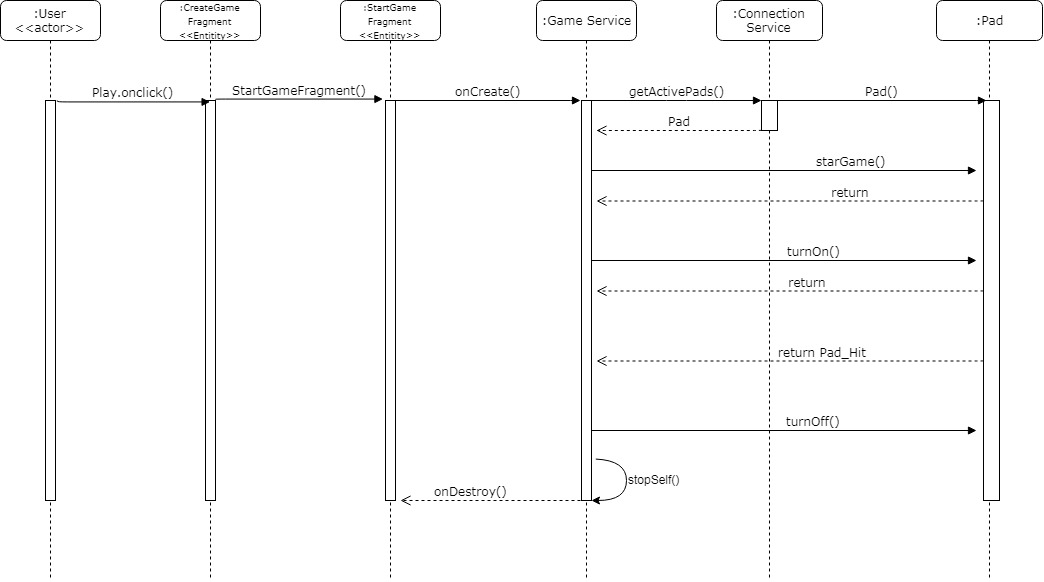 :User
<<actor>>
:CreateGame
Fragment
<<Entitity>>
:StartGame
Fragment
<<Entitity>>
:Game Service
:Connection
Service
:Pad
Play.onclick()
StartGameFragment()
onCreate()
getActivePads()
Pad()
Pad
starGame()
return
turnOn()
return
return Pad_Hit
turnOff()
stopSelf()
onDestroy()